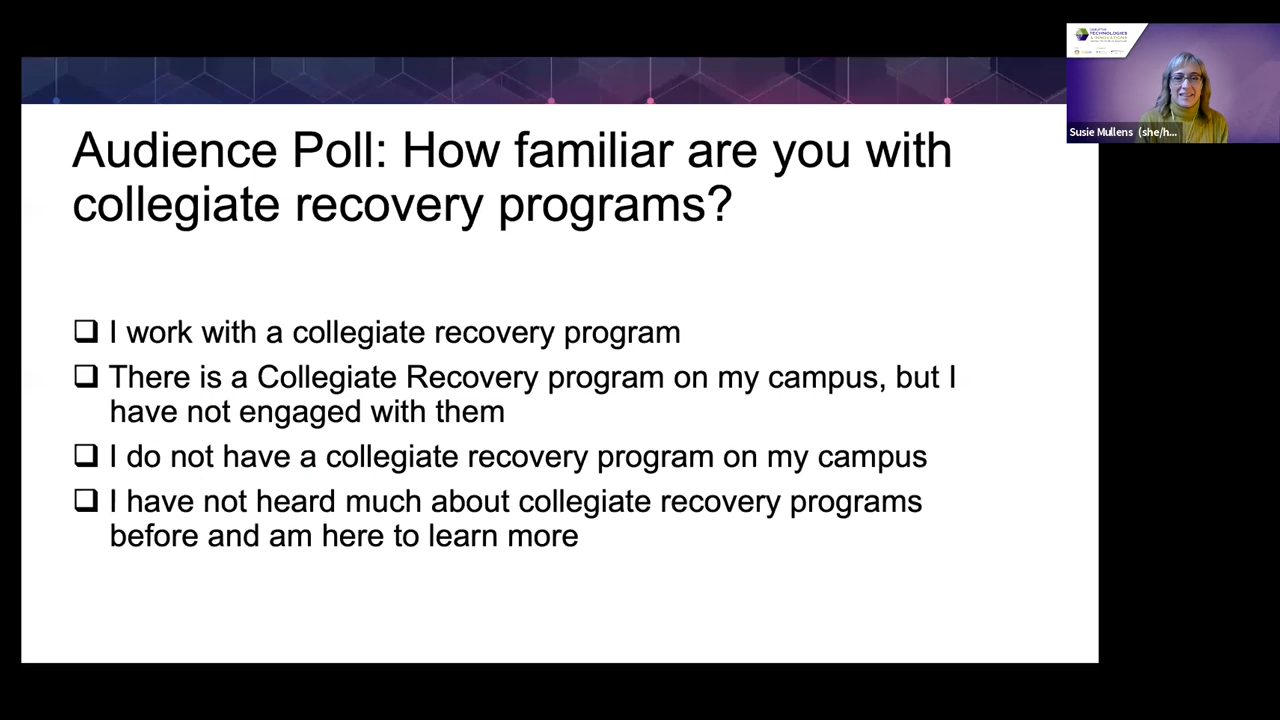 Audience Poll: How familiar are you with
collegiate recovery programs?
❑ I work with a collegiate recovery program
❑ There is a Collegiate Recovery program on my campus, but I
have not engaged with them
❑ I do not have a collegiate recovery program on my campus
❑ I have not heard much about collegiate recovery programs
before and am here to learn more
TECHNOLOGIES
& INNOVATIONS
Susie Mullens (she/h...